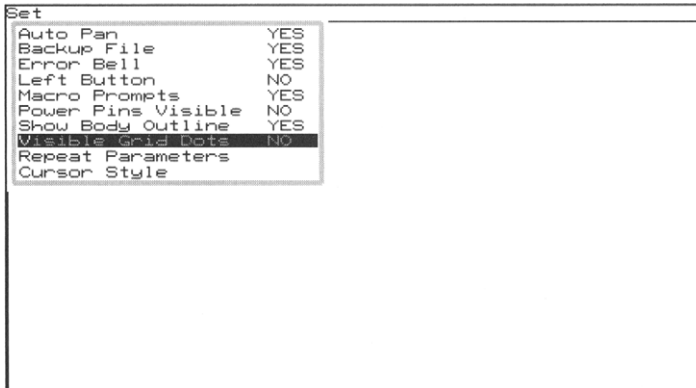 Set
Auto Pan YES
Backup File YES
Error Bell YES
Left Button NO
Macro Prompts YES
Power Pins Visible NO
Show Body Outline YES
Visible Grid Dots NO
Repeat Parameters
Cursor Style